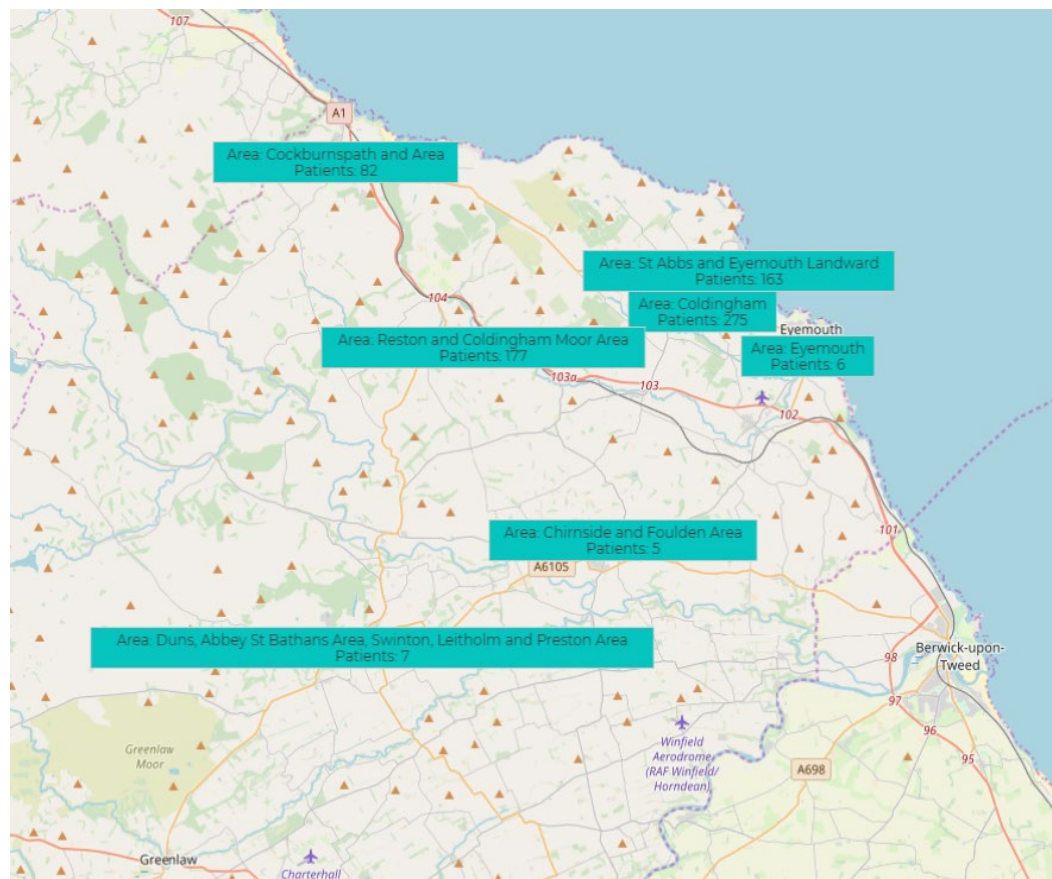 107
A1
Area: Cockburnspath and Area
Patients: 82
Area: St Abbs and Eyemouth Landward
Patients: 163
104
Area: Coldingham
Patients: 275
Eyemouth
Area: Reston and Coldingham Moor Area
Patients: 177
Area: Eyemouth
Patients: 6
103a
103
102
101
Area: Chirnside and Foulden Area
Patients: 5
A6105
Area: Duns, Abbey St Bathans Area, Swinton, Leitholm and Preston Area
Patients: 7
Berwick-upon-
Tweed
98
97
96
95
Greenlaw
Moor
Winfield
Aerodrome
(RAF Winfield/
Horndean)
A698
Greenlaw
Charterhall